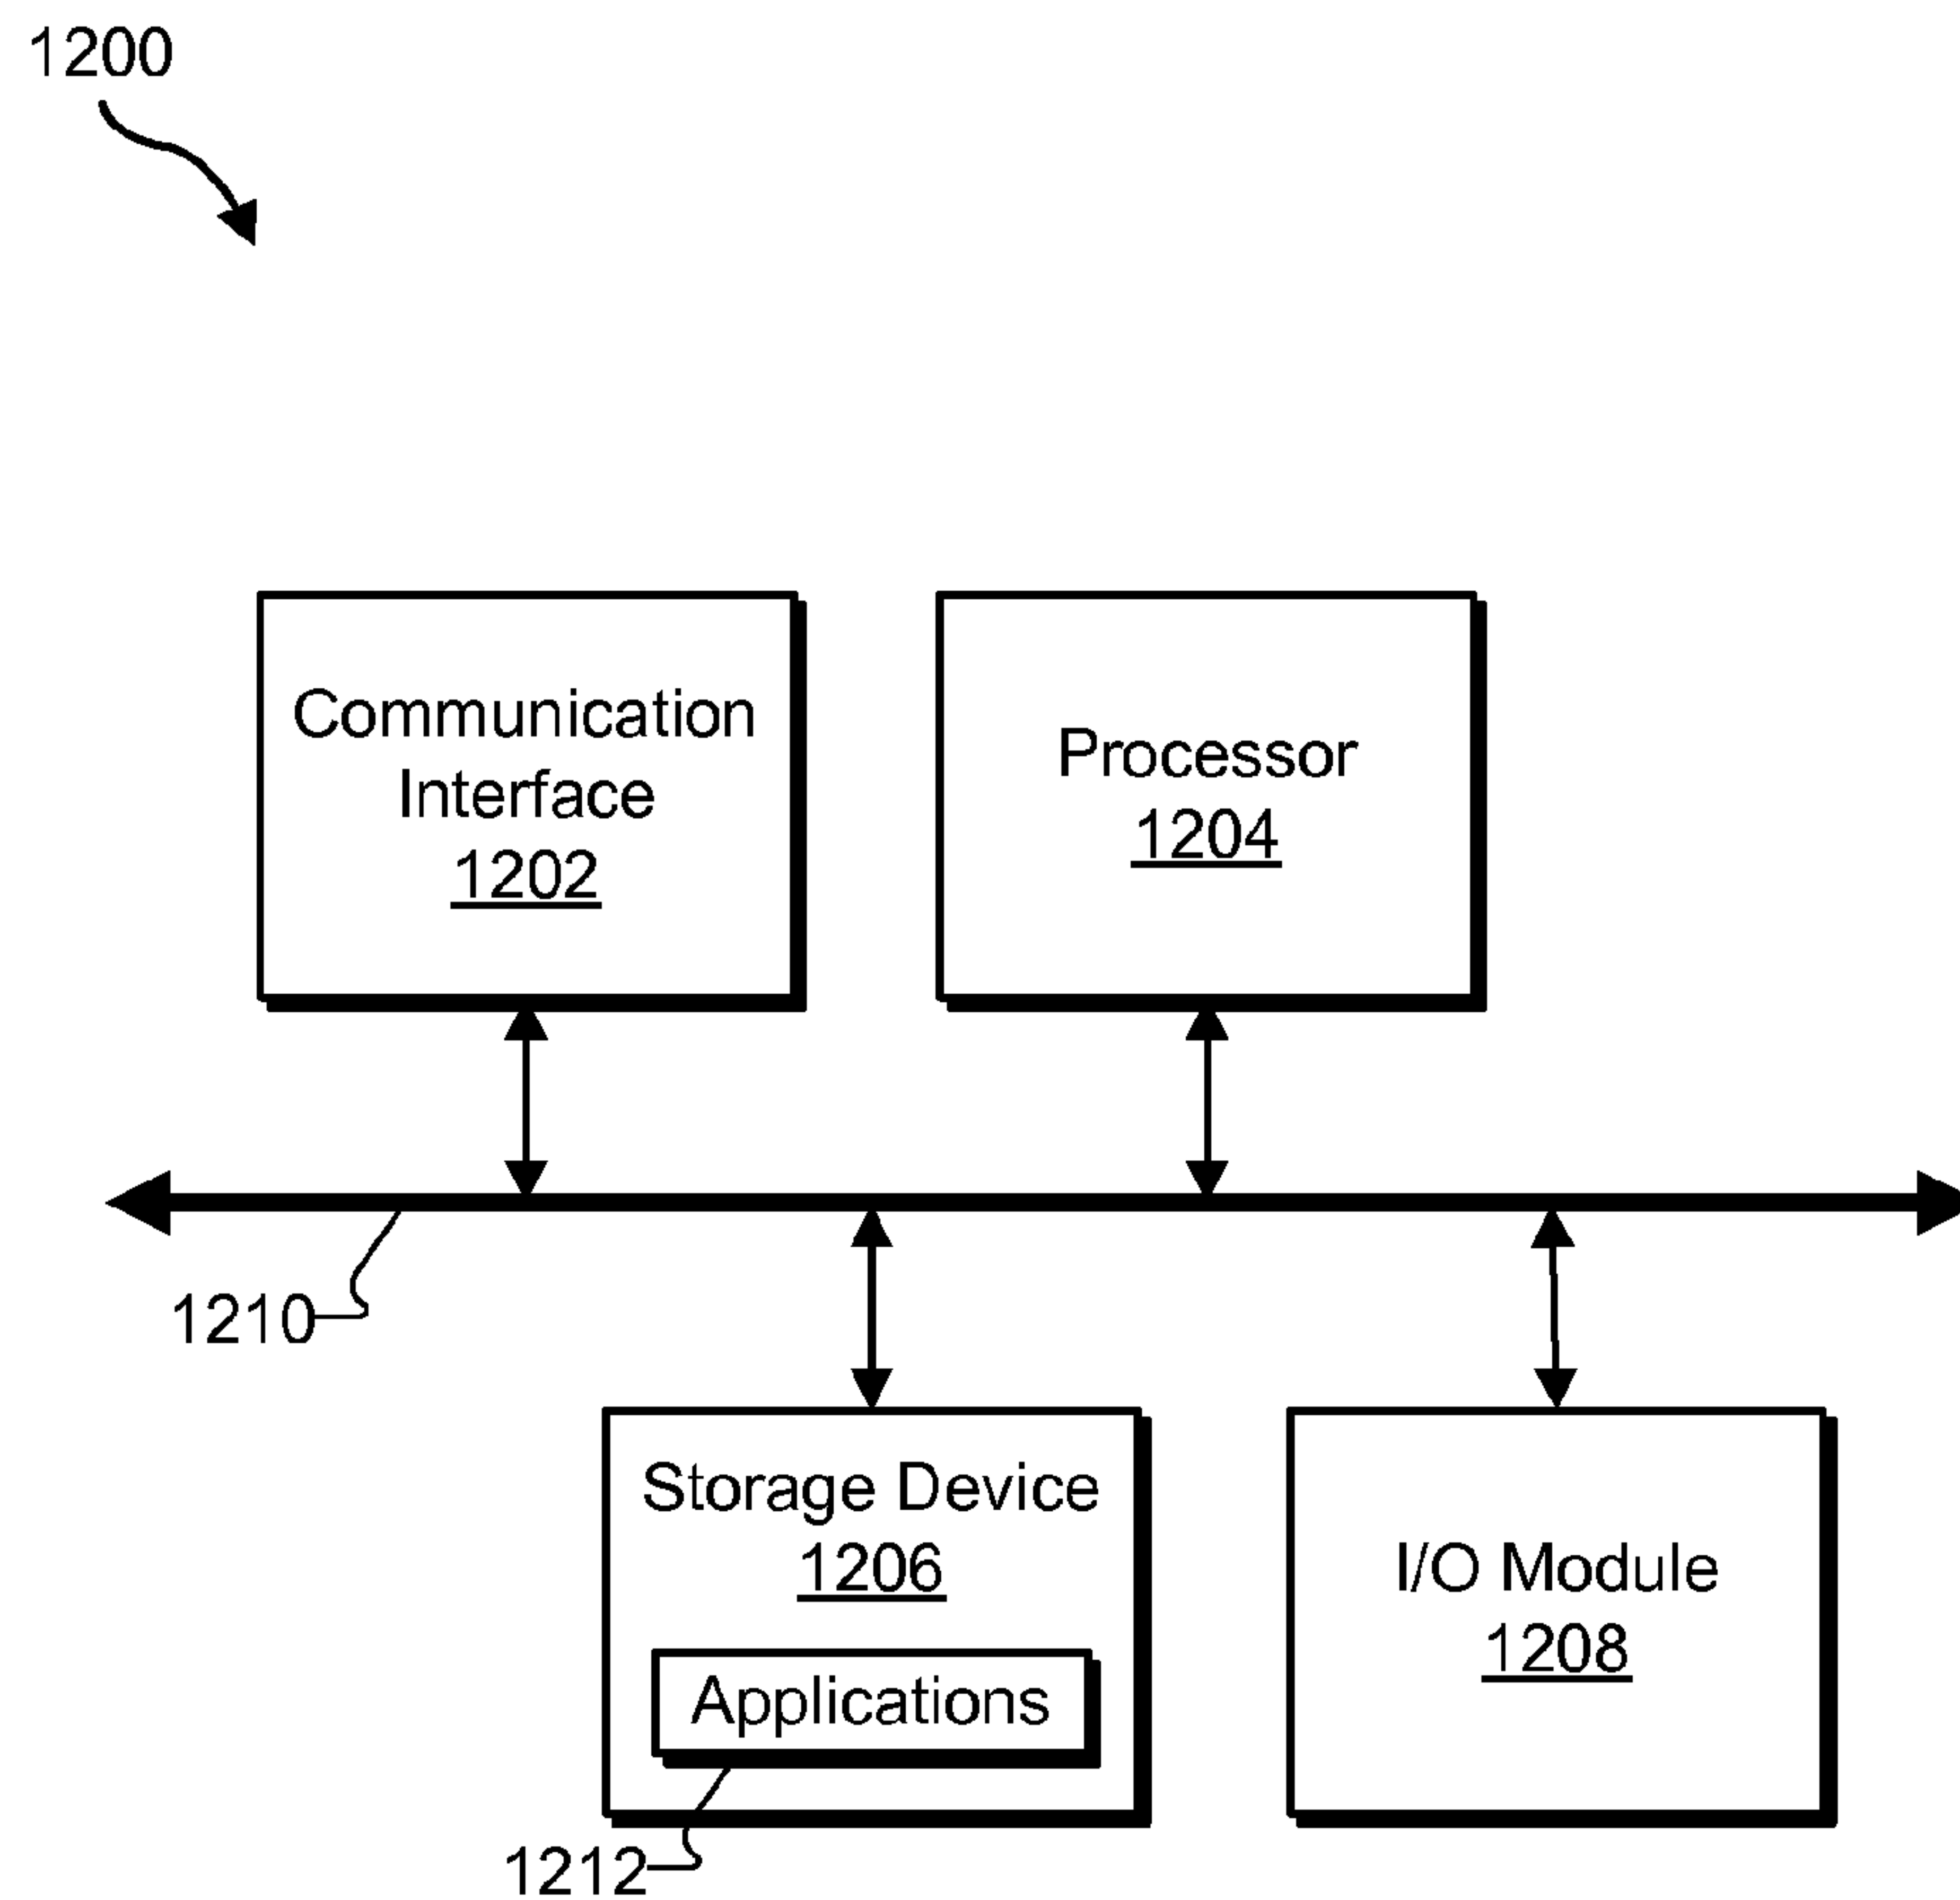 1200
Communication
Interface
1202
Processor
1204
1210
Storage Device
1206
Applications
1212
I/O Module
1208